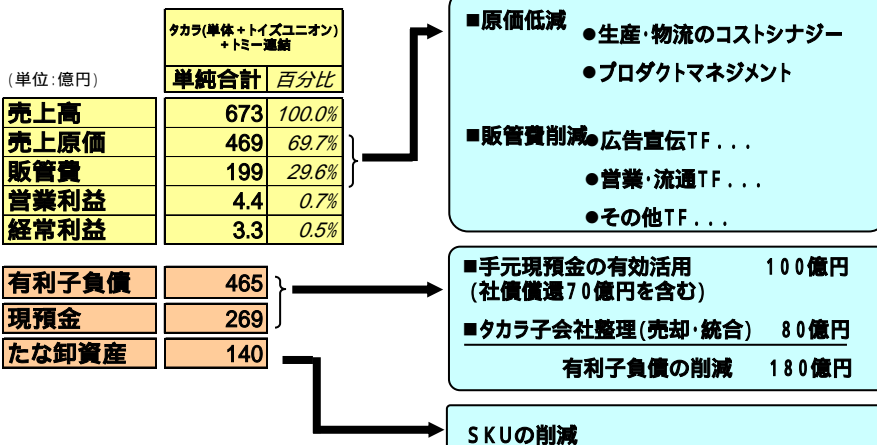 タカラ(単体+トイズユニオン)
+トミー連結
(単位:億円)
単純合計 百分比
売上高 673 100.0%
売上原価 469 69.7%
販管費 199 29.6%
営業利益 4.4 0.7%
経常利益 3.3 0.5%
有利子負債 465
現預金 269
たな卸資産 140
■原価低減
●生産・物流のコストシナジー
●プロダクトマネジメント
■販管費削減●広告宣伝TF...
●営業・流通TF...
●その他TF...
■手元現預金の有効活用 100億円
(社債償還70億円を含む)
■タカラ子会社整理(売却・統合) 80億円
有利子負債の削減 180億円
SKUの削減